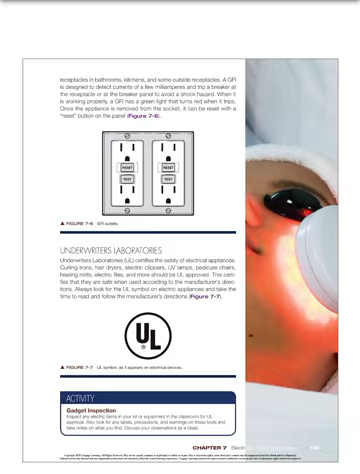 receptacles in bathrooms, kitchens, and some outside receptacles. A GFI
is designed to detect currents of a few milliamperes and trip a breaker at
the receptacle or at the breaker panel to avoid a shock hazard. When it
is working properly, a GFI has a green light that turns red when it trips.
Once the appliance is removed from the socket, it can be reset with a
"reset" button on the panel (Figure 7-6).
RESET RESET
TEST TEST
▲ FIGURE 7-6 GFI outlets.
UNDERWRITERS LABORATORIES
Underwriters Laboratories (UL) certifies the safety of electrical appliances.
Curling irons, hair dryers, electric clippers, UV lamps, pedicure chairs,
heating mitts, electric files, and more should be UL approved. This certi-
fies that they are safe when used according to the manufacturer's direc-
tions. Always look for the UL symbol on electric appliances and take the
time to read and follow the manufacturer's directions (Figure 7-7).
UL
®
▲ FIGURE 7-7 UL symbol, as it appears on electrical devices.
ACTIVITY
Gadget Inspection
Inspect any electric items in your kit or equipment in the classroom for UL
approval. Also look for any labels, precautions, and warnings on these tools and
take notes on what you find. Discuss your observations as a class.
CHAPTER 7